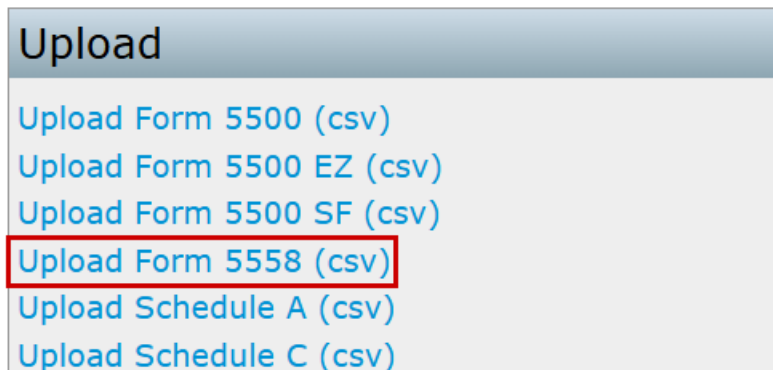 Upload
Upload Form 5500 (csv)
Upload Form 5500 EZ (csv)
Upload Form 5500 SF (csv)
Upload Form 5558 (csv)
Upload Schedule A (csv)
Upload Schedule C (csv)